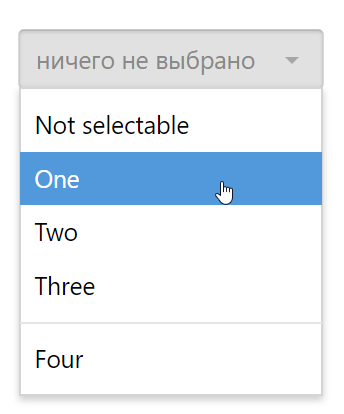 ничего не выбрано
Not selectable
One
Two
Three
Four